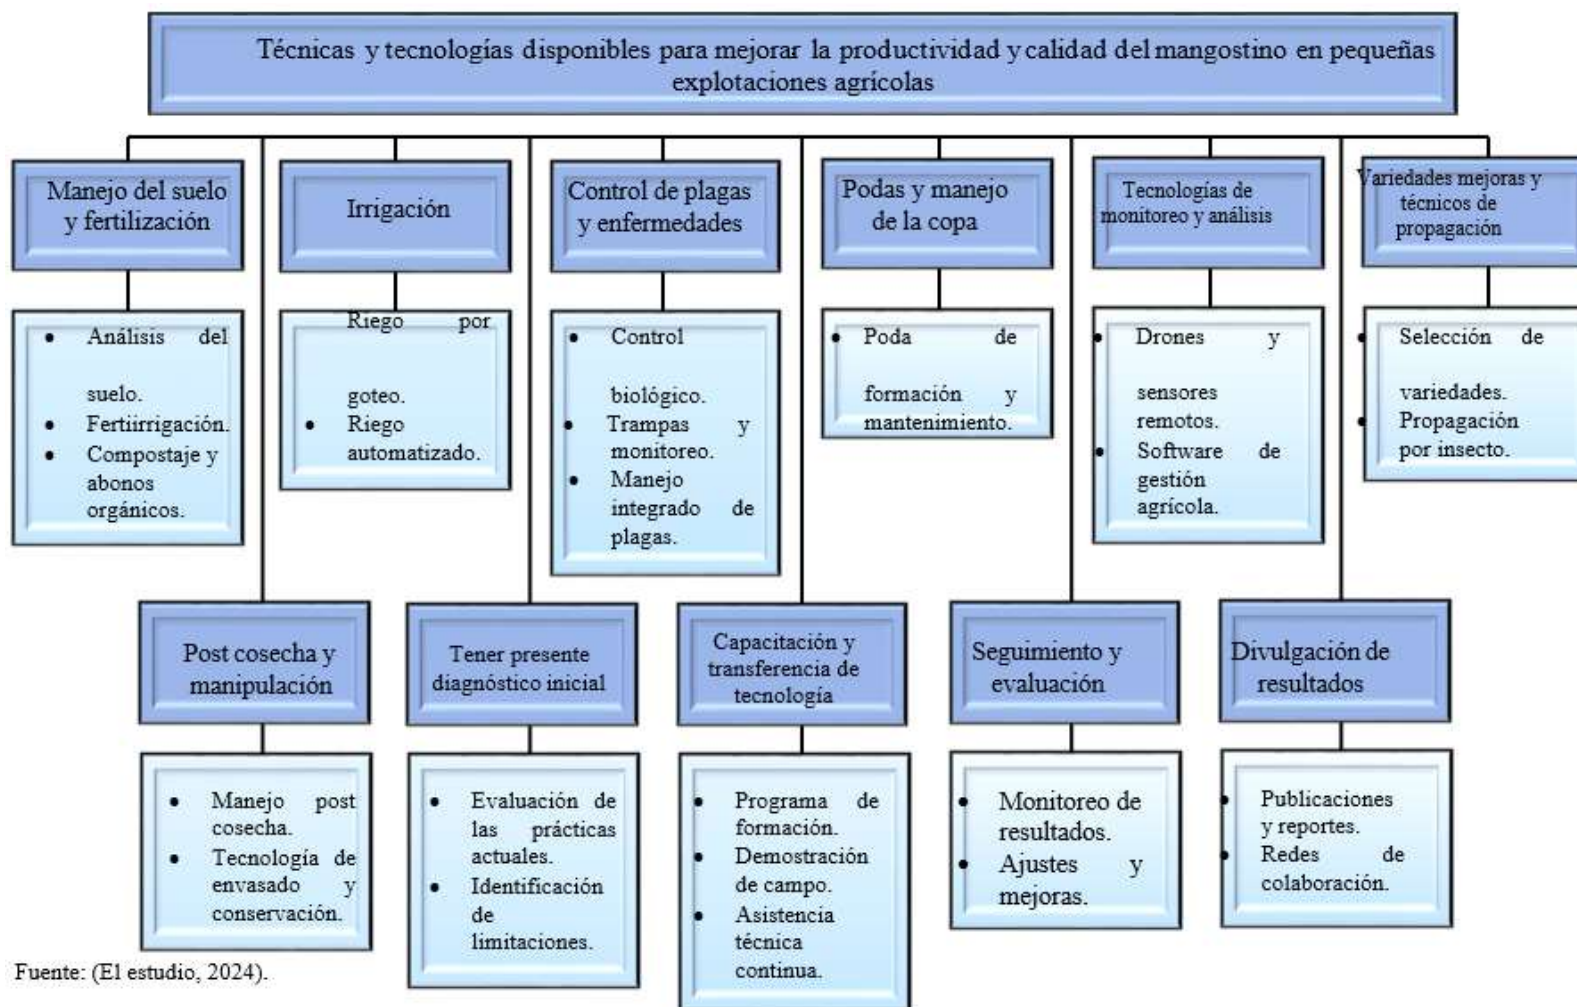 Técnicas y tecnologías disponibles para mejorar la productividad y calidad del mangostino en pequeñas
explotaciones agrícolas
Manejo del suelo
y fertilización
Irrigación
Control de plagas
y enfermedades
Podas y manejo
de la copa
Tecnologías de
monitoreo y análisis
Variedades mejoras y
técnicos de
propagación
• Análisis del
suelo.
• Fertiirrigación.
• Compostaje y
abonos
orgánicos.
Riego por
goteo.
• Riego
automatizado.
• Control
biológico.
• Trampas y
monitoreo.
• Manejo
integrado de
plagas.
• Poda de
formación y
mantenimiento.
• Drones y
sensores
remotos.
• Software de
gestión
agrícola.
• Selección de
variedades.
• Propagación
por insecto.
Post cosecha y
manipulación
Tener presente
diagnóstico inicial
Capacitación y
transferencia de
tecnología
Seguimiento y
evaluación
Divulgación de
resultados
• Manejo post
cosecha.
• Tecnología de
envasado y
conservación.
• Evaluación de
las prácticas
actuales.
• Identificación
de
limitaciones.
• Programa de
formación.
• Demostración
de campo.
• Asistencia
técnica
continua.
• Monitoreo de
resultados.
• Ajustes y
mejoras.
• Publicaciones
y reportes.
• Redes de
colaboración.
Fuente: (El estudio, 2024).